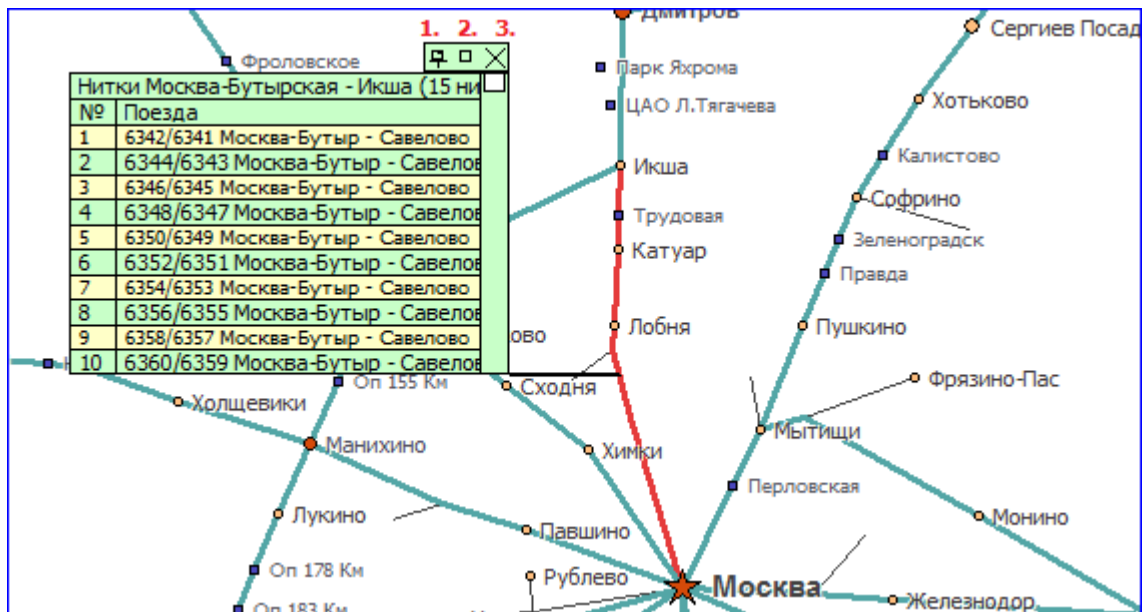 1. 2. 3.
Дмитров
Сергиев Посад
Фроловское
Парк Яхрома
Нитки Москва-Бутырская - Икша (15 ни
№ Поезда
1 6342/6341 Москва-Бутыр - Савелово
2 6344/6343 Москва-Бутыр - Савелов
3 6346/6345 Москва-Бутыр - Савелово
4 6348/6347 Москва-Бутыр - Савелов
5 6350/6349 Москва-Бутыр - Савелово
6 6352/6351 Москва-Бутыр - Савелов
7 6354/6353 Москва-Бутыр - Савелово
8 6356/6355 Москва-Бутыр - Савелов
9 6358/6357 Москва-Бутыр - Савелово
10 6360/6359 Москва-Бутыр - Савелов
ЦАО Л.Тягачева
Хотьково
Калистово
Икша
Софрино
Трудовая
Зеленоградск
Катуар
Правда
Лобня
Пушкино
ово
Оп 155 Км
Сходня
Фрязино-Пас
Холщевики
Манихино
Химки
Мытищи
Перловская
Лукино
Павшино
Монино
Оп 178 Км
Рублево
Москва
Железнодор
Оп 183 Км